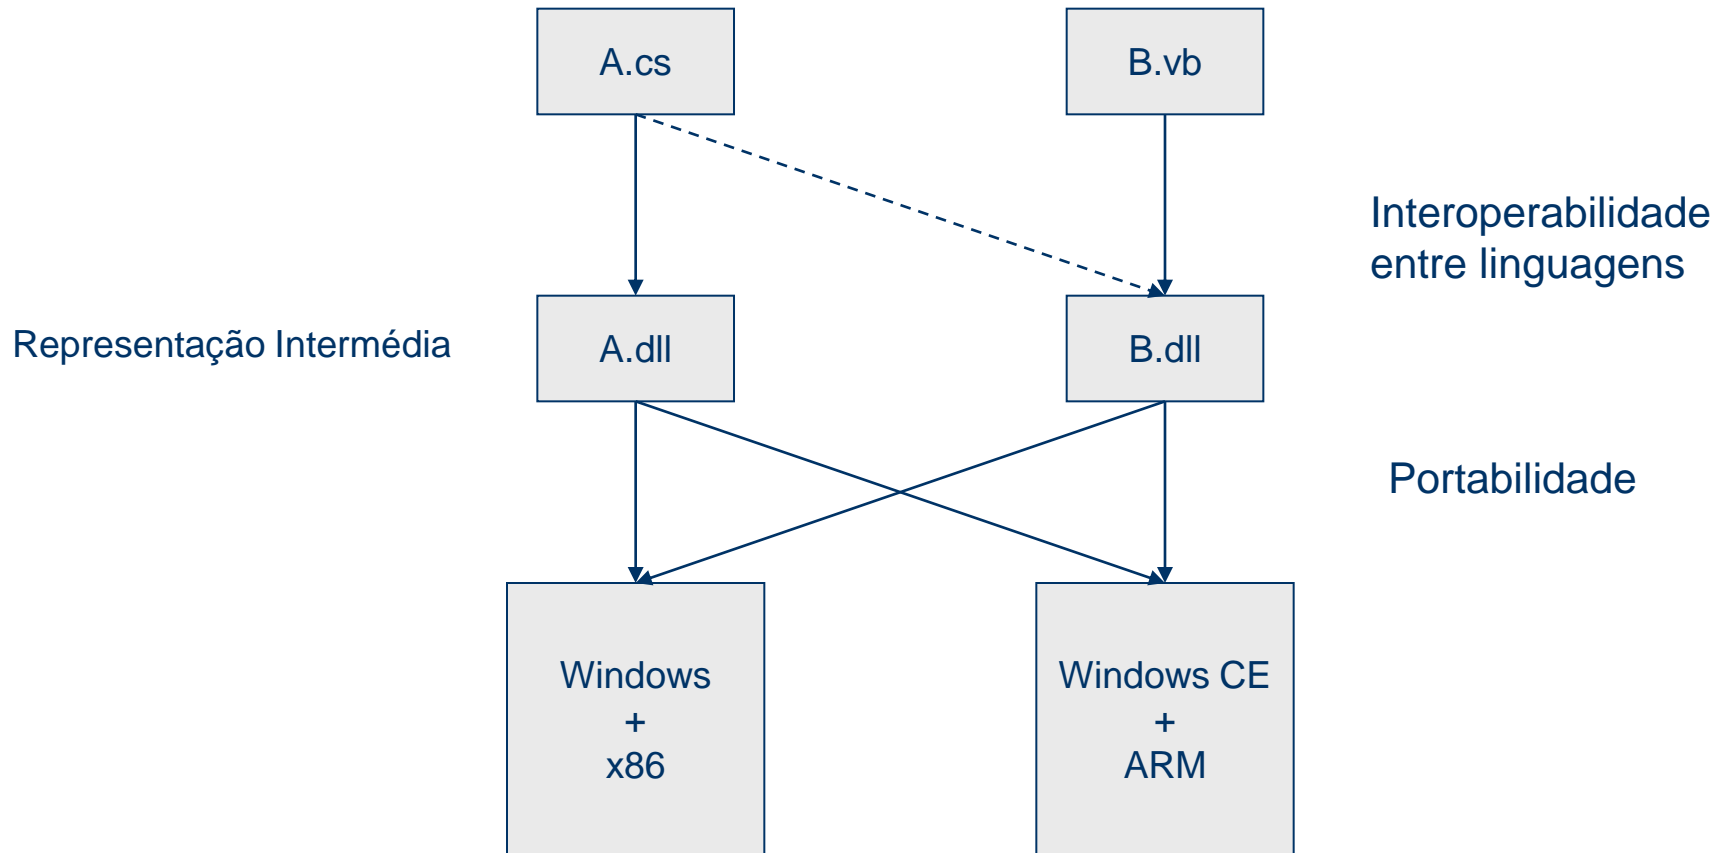 A.cs
B.vb
Interoperabilidade
entre linguagens
Representação Intermédia
A.dll
B.dll
Portabilidade
Windows
+
x86
Windows CE
+
ARM